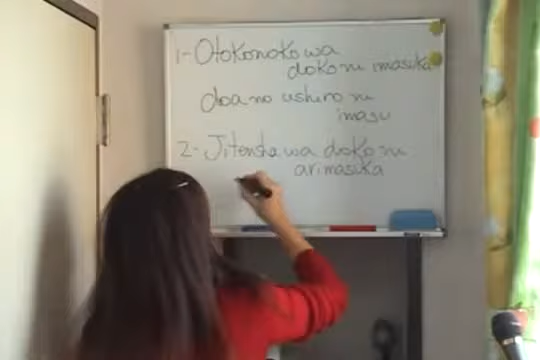 1- Otokonoko wa
doko ni imasuka
doa no ushiro ni
imasu
2- Jitensha wa doko ni
arimasuka